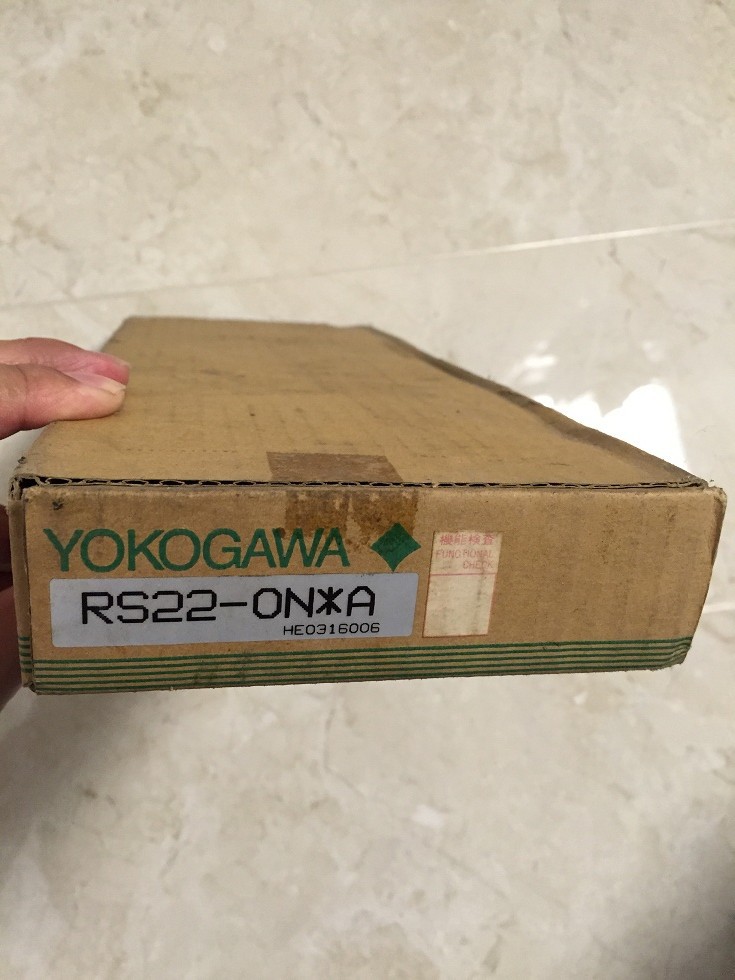 YOKOGAWA
RS22-0N*A
HE0316006
機能検査
FUNCTIONAL
CHECK